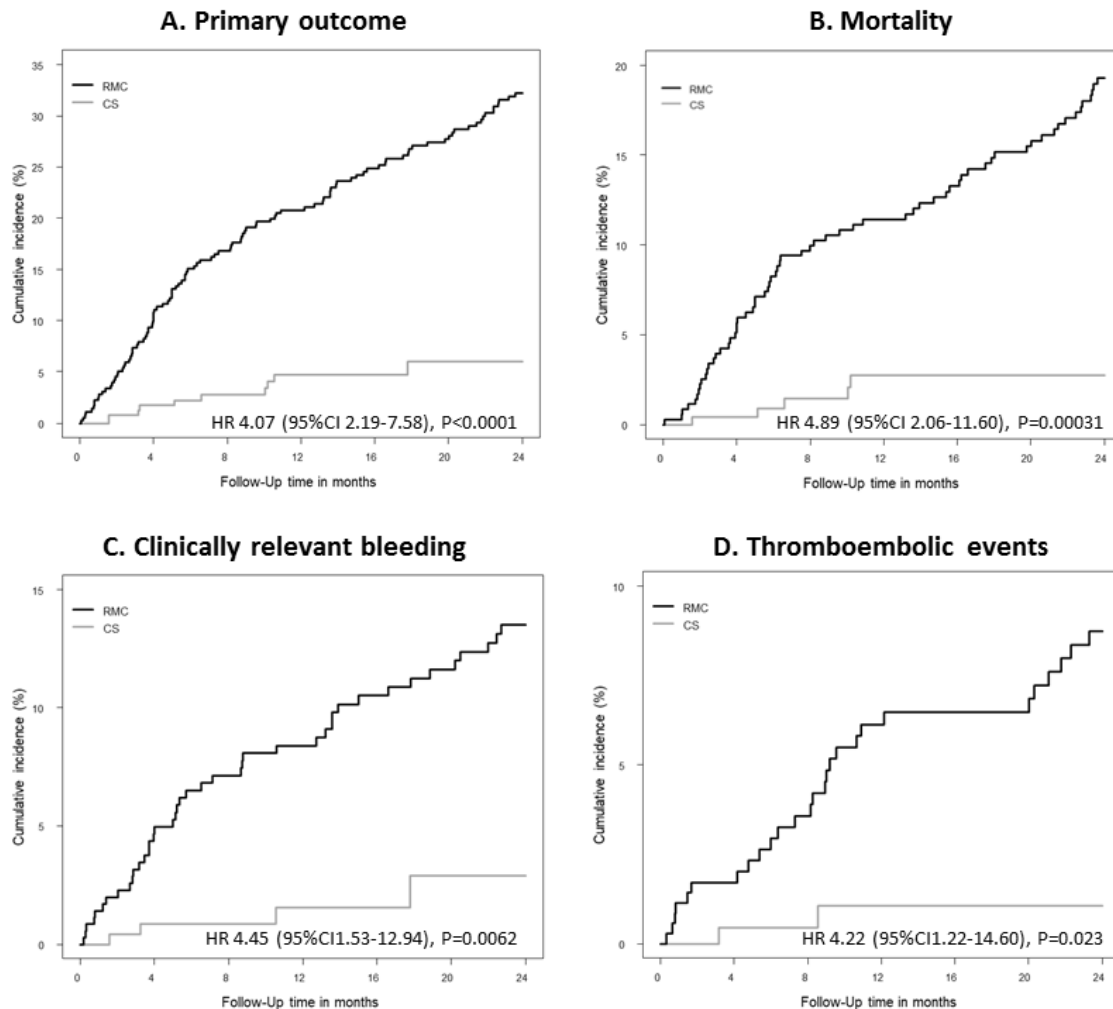 A. Primary outcome
35
30
25
20
15
10
5
0
Cumulative incidence (%)
RMC
CS
HR 4.07 (95%CI 2.19-7.58), P<0.0001
0 4 8 12 16 20 24
Follow-Up time in months
B. Mortality
20
15
10
5
0
Cumulative incidence (%)
RMC
CS
HR 4.89 (95%CI 2.06-11.60), P=0.00031
0 4 8 12 16 20 24
Follow-Up time in months
C. Clinically relevant bleeding
15
10
5
0
Cumulative incidence (%)
RMC
CS
HR 4.45 (95%CI1.53-12.94), P=0.0062
0 4 8 12 16 20 24
Follow-Up time in months
D. Thromboembolic events
10
5
0
Cumulative incidence (%)
RMC
CS
HR 4.22 (95%CI1.22-14.60), P=0.023
0 4 8 12 16 20 24
Follow-Up time in months